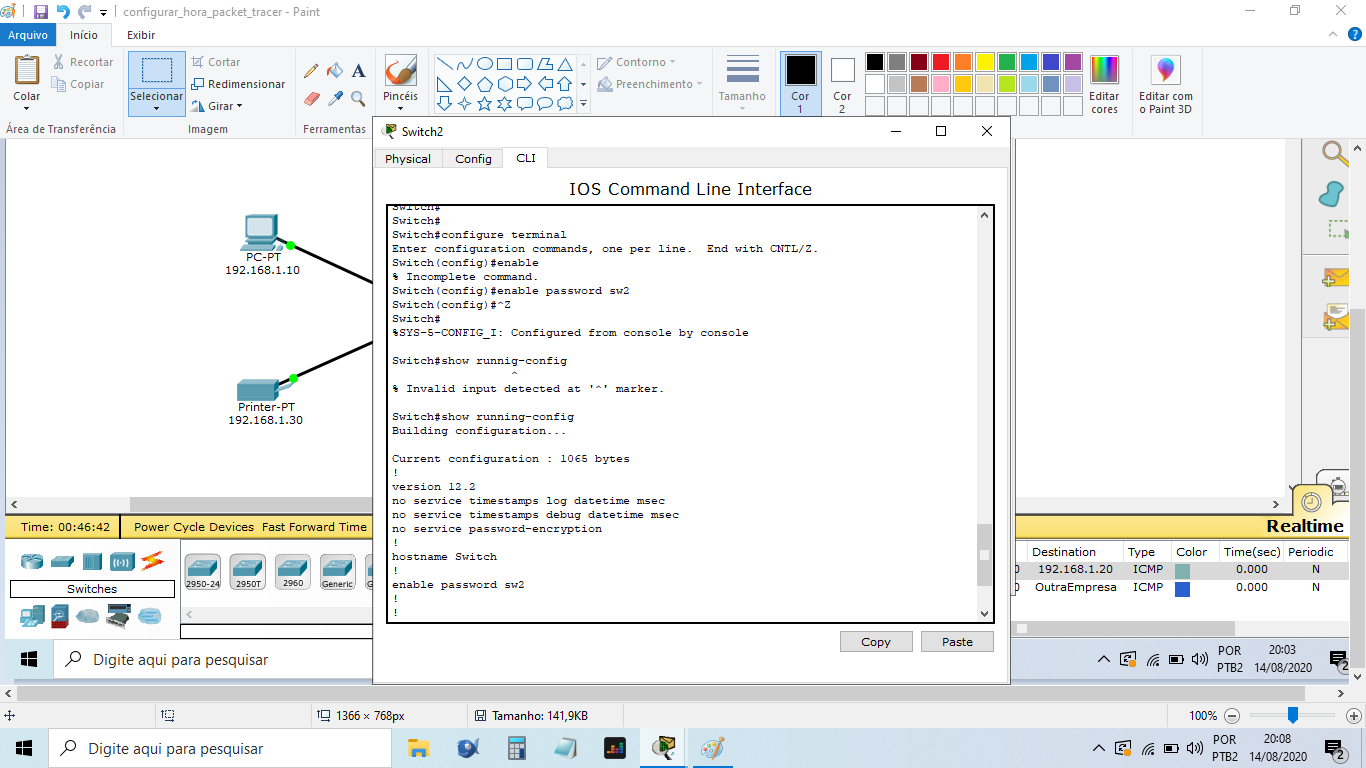 configurar_hora_packet_tracer - Paint
Arquivo
Início
Exibir
Colar
Recortar
Copiar
Área de Transferência
Selecionar
Cortar
Redimensionar
Girar
Imagem
Ferramentas
Pincéis
Contorno
Preenchimento
Tamanho
Cor
1
Cor
2
Editar
cores
Editar com
o Paint 3D
Switch2
Physical
Config
CLI
IOS Command Line Interface
Switch#
Switch#
Switch#configure terminal
Enter configuration commands, one per line.  End with CNTL/Z.
Switch(config)#enable
% Incomplete command.
Switch(config)#enable password sw2
Switch(config)#^Z
Switch#
%SYS-5-CONFIG_I: Configured from console by console
Switch#show runnig-config
^
% Invalid input detected at '^' marker.
Switch#show running-config
Building configuration...
Current configuration : 1065 bytes
!
version 12.2
no service timestamps log datetime msec
no service timestamps debug datetime msec
no service password-encryption
!
hostname Switch
!
enable password sw2
!
!
Copy
Paste
PC-PT
192.168.1.10
Printer-PT
192.168.1.30
Time: 00:46:42
Power Cycle Devices  Fast Forward Time
Realtime
Switches
2950-24
2950T
2960
Generic
Destination
Type
Color
Time(sec)
Periodic
192.168.1.20
ICMP
0.000
N
OutraEmpresa
ICMP
0.000
N
Digite aqui para pesquisar
POR
PTB2
20:03
14/08/2020
2
1366 × 768px
Tamanho: 141,9KB
100%
Digite aqui para pesquisar
POR
PTB2
20:08
14/08/2020
2